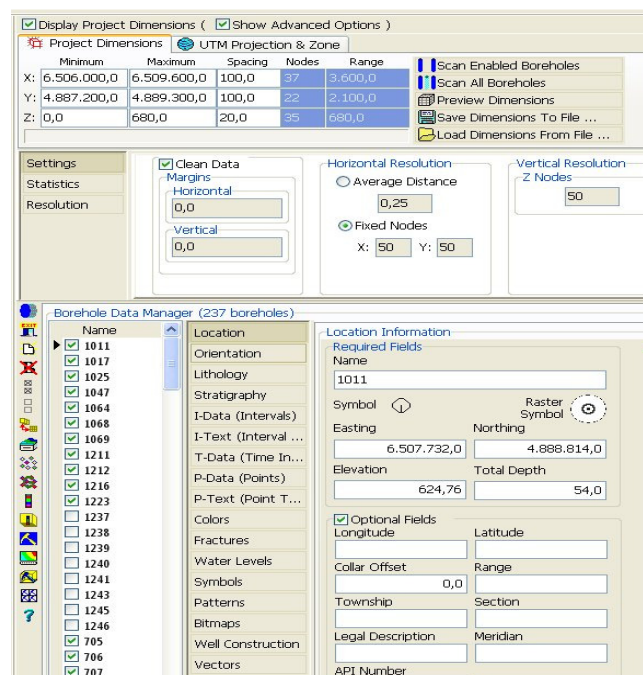 Display Project Dimensions ( Show Advanced Options )
Project Dimensions UTM Projection & Zone
Minimum Maximum Spacing Nodes Range
X: 6.506.000,0 6.509.600,0 100,0 37 3.600,0
Y: 4.887.200,0 4.889.300,0 100,0 22 2.100,0
Z: 0,0 680,0 20,0 35 680,0
Scan Enabled Boreholes
Scan All Boreholes
Preview Dimensions
Save Dimensions To File ...
Load Dimensions From File ...
Settings
Statistics
Resolution
Clean Data
Margins
Horizontal
0,0
Vertical
0,0
Horizontal Resolution
Average Distance
0,25
Fixed Nodes
X: 50 Y: 50
Vertical Resolution
Z Nodes
50
EXIT
Borehole Data Manager (237 boreholes)
Name
1011
1017
1025
1047
1064
1068
1069
1211
1212
1216
1223
1237
1238
1239
1240
1241
1243
1245
1246
705
706
707
Location
Orientation
Lithology
Stratigraphy
I-Data (Intervals)
I-Text (Interval ...
T-Data (Time In...
P-Data (Points)
P-Text (Point T...
Colors
Fractures
Water Levels
Symbols
Patterns
Bitmaps
Well Construction
Vectors
Location Information
Required Fields
Name
1011
Symbol Raster Symbol
Easting Northing
6.507.732,0 4.888.814,0
Elevation Total Depth
624,76 54,0
Optional Fields
Longitude Latitude
Collar Offset Range
0,0
Township Section
Legal Description Meridian
API Number